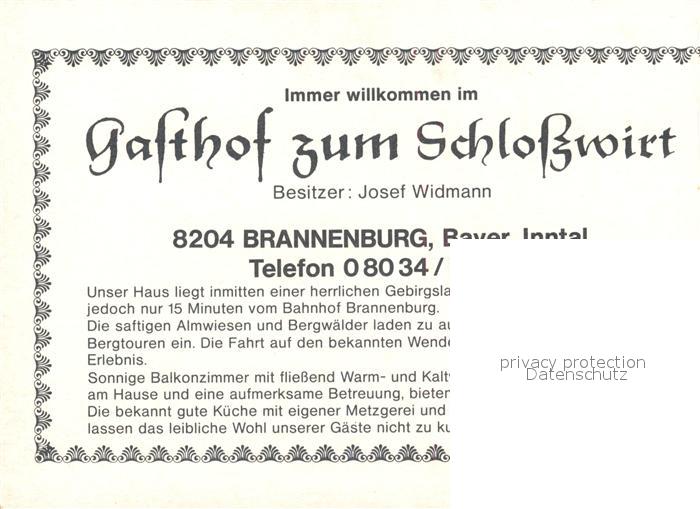 Immer willkommen im
Gasthof zum Schloßwirt
Besitzer: Josef Widmann
8204 BRANNENBURG, Bayer. Inntal
Telefon 0 80 34 /
Unser Haus liegt inmitten einer herrlichen
jedoch nur 15 Minuten vom Bahnhof Brannenburg.
Die saftigen Almwiesen und Bergwälder laden zu
Bergtouren ein. Die Fahrt auf den bekannten
Erlebnis.
Sonnige Balkonzimmer mit fließend Warm- und
am Hause und eine aufmerksame Betreuung,
Die bekannt gute Küche mit eigener Metzgerei und
lassen das leibliche Wohl unserer Gäste nicht zu
privacy protection
Datenschutz